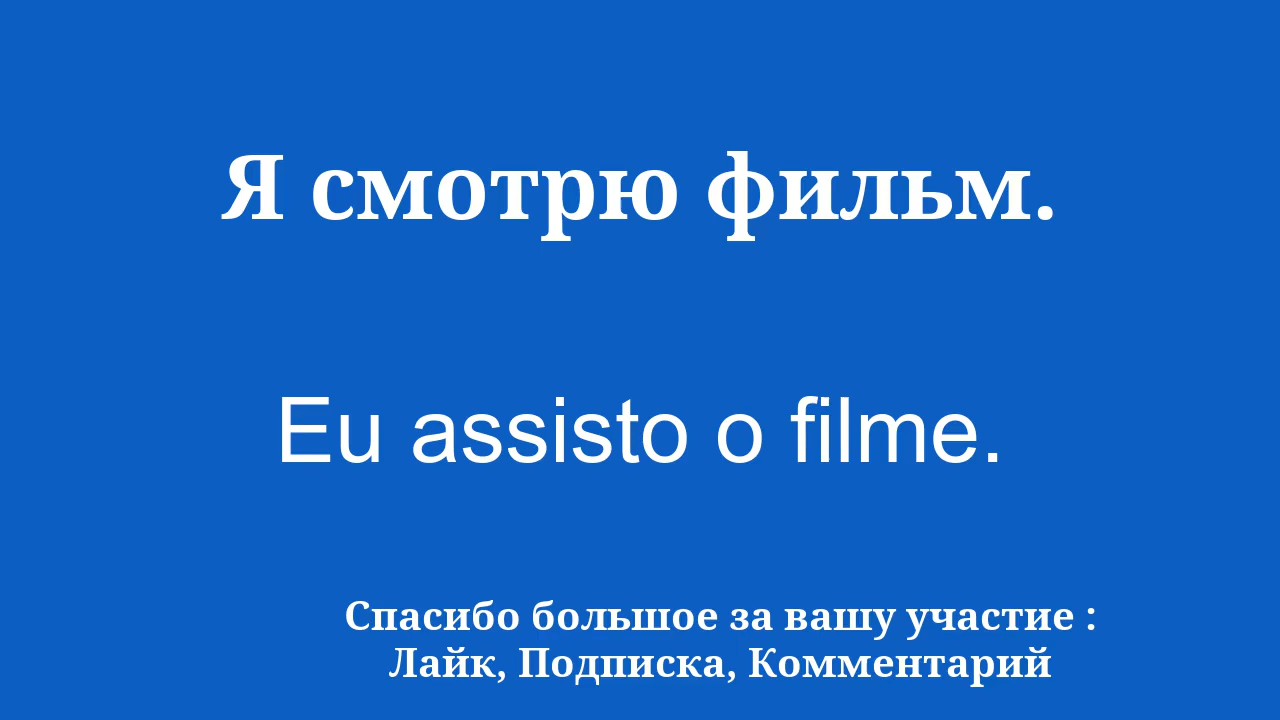 Я смотрю фильм.
Eu assisto o filme.
Спасибо большое за вашу участие :
Лайк, Подписка, Комментарий